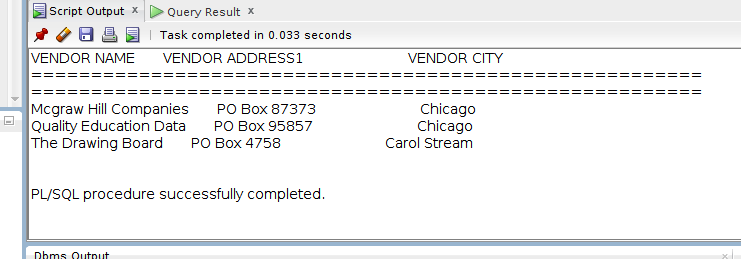 Script Output x Query Result x
Task completed in 0.033 seconds
VENDOR NAME VENDOR ADDRESS1 VENDOR CITY
================================================================
================================================================
Mcgraw Hill Companies PO Box 87373 Chicago
Quality Education Data PO Box 95857 Chicago
The Drawing Board PO Box 4758 Carol Stream
PL/SQL procedure successfully completed.
Dbms Output